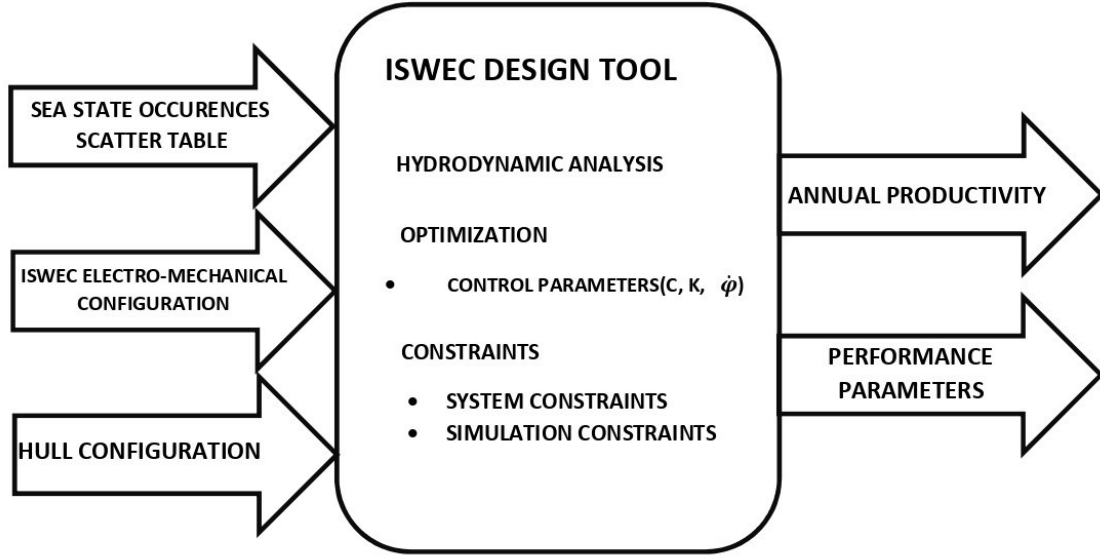 SEA STATE OCCURENCES
SCATTER TABLE
ISWEC ELECTRO-MECHANICAL
CONFIGURATION
HULL CONFIGURATION
ISWEC DESIGN TOOL
HYDRODYNAMIC ANALYSIS
OPTIMIZATION
• CONTROL PARAMETERS(C, K, φ̇)
CONSTRAINTS
• SYSTEM CONSTRAINTS
• SIMULATION CONSTRAINTS
ANNUAL PRODUCTIVITY
PERFORMANCE
PARAMETERS